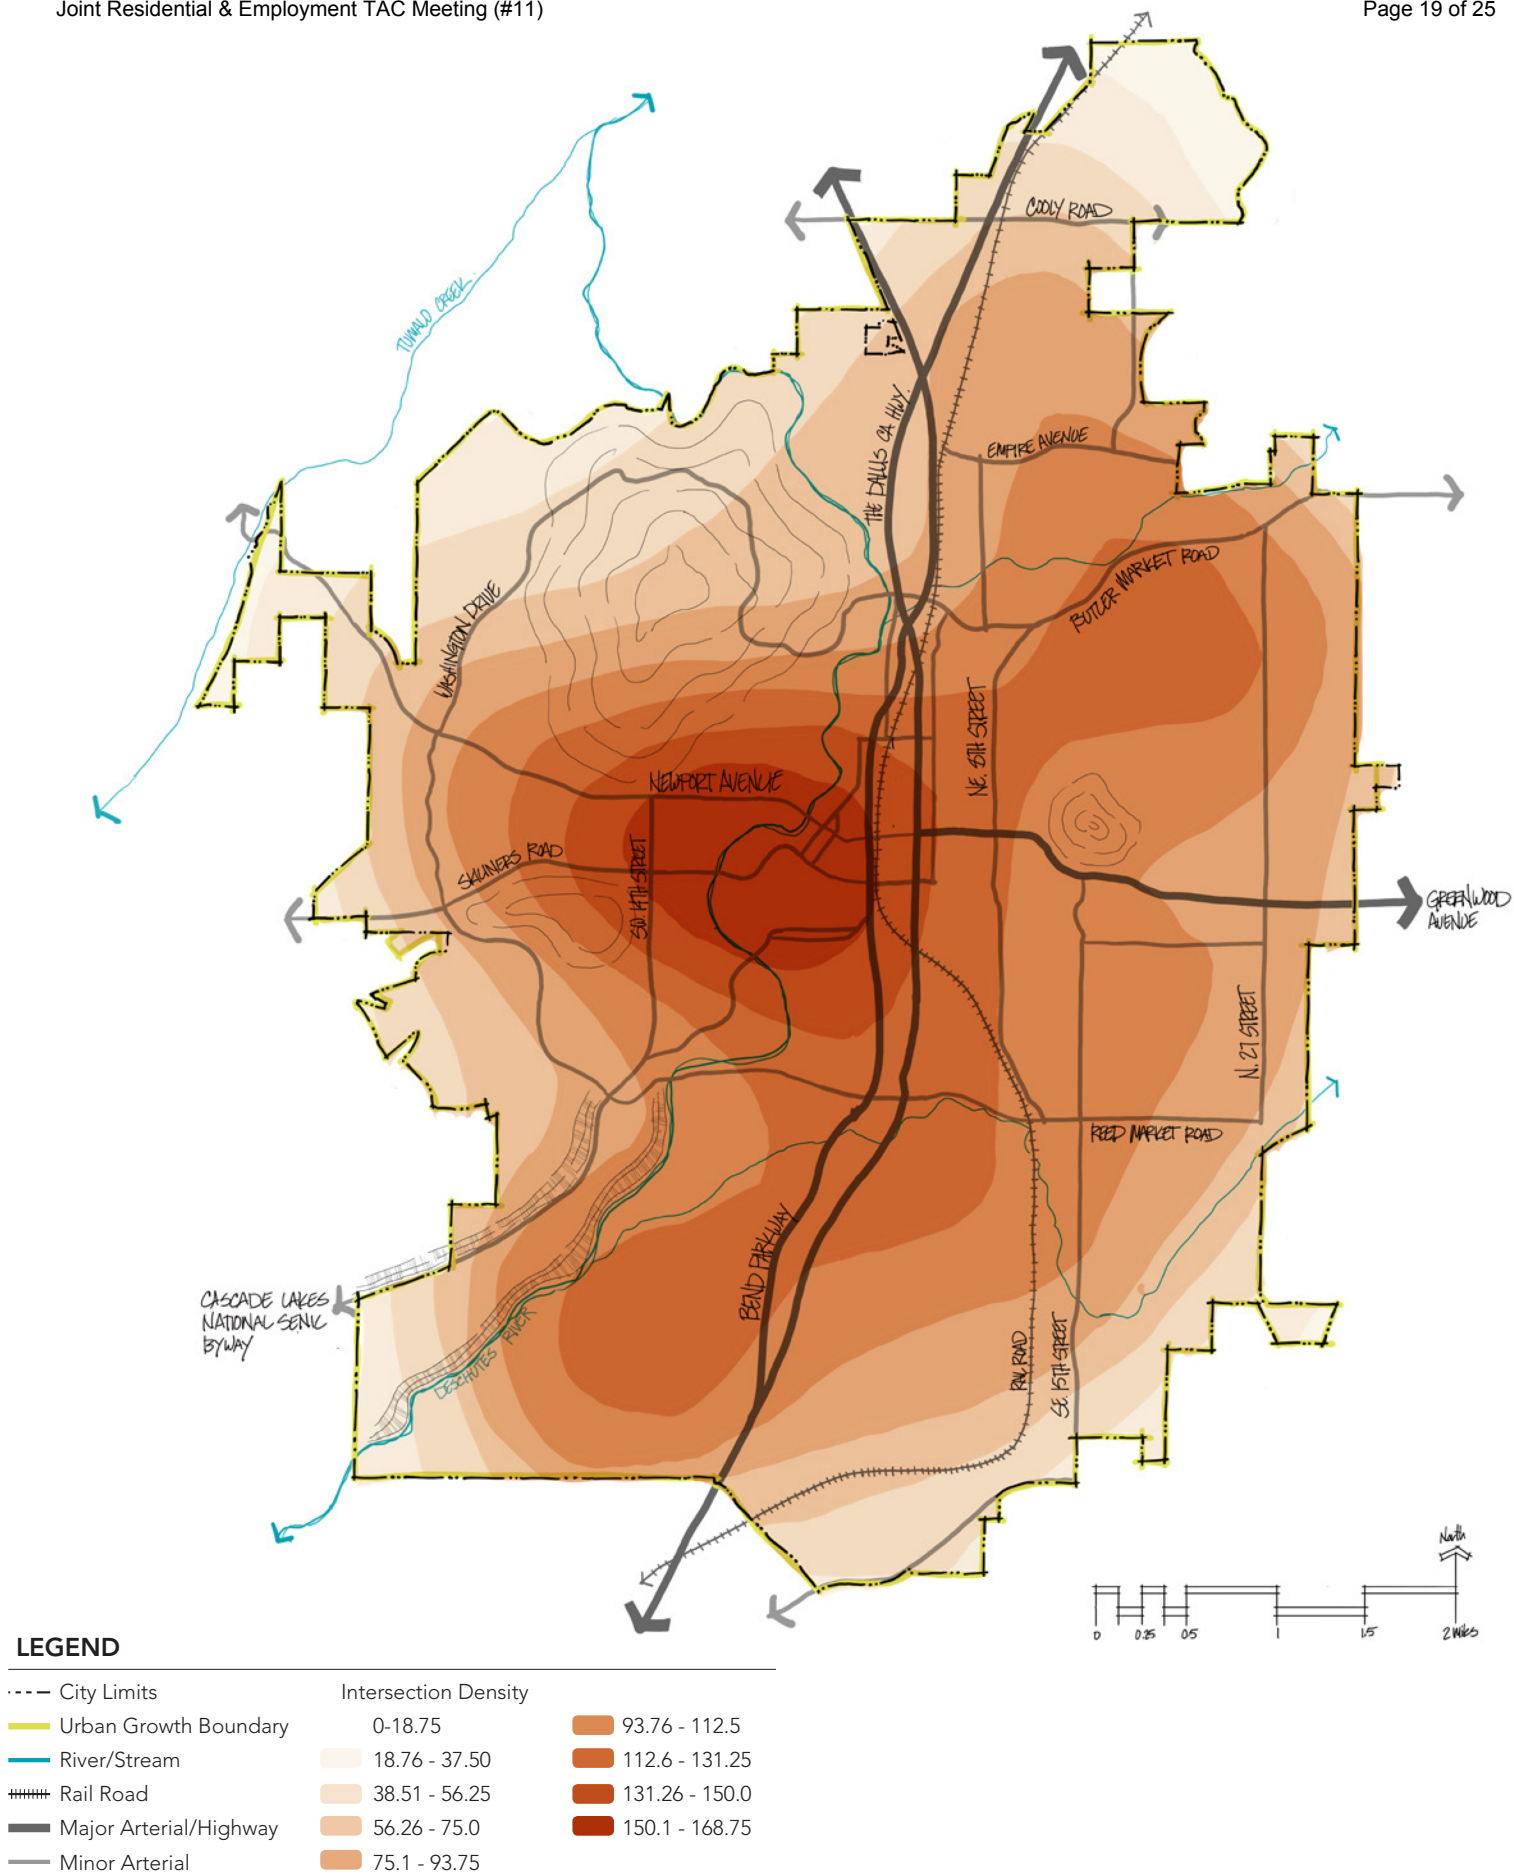 Joint Residential & Employment TAC Meeting (#11)
Page 19 of 25
COOLY ROAD
TUMALO CREEK
THE DALLS CA HWY.
EMPIRE AVENUE
BUTLER MARKET ROAD
WASHINGTON DRIVE
NE. 8TH STREET
NEWPORT AVENUE
SKLINERS ROAD
SW. 14TH STREET
GREENWOOD
AVENUE
N. 27 STREET
REED MARKET ROAD
BEND PARKWAY
CASCADE LAKES
NATIONAL SENIC
BYWAY
DESCHUTES RIVER
RAIL ROAD
SE. 15TH STREET
North
0 0.25 0.5 1 1.5 2 Miles
LEGEND
City Limits
Urban Growth Boundary
River/Stream
Rail Road
Major Arterial/Highway
Minor Arterial
Intersection Density
0-18.75
18.76 - 37.50
38.51 - 56.25
56.26 - 75.0
75.1 - 93.75
93.76 - 112.5
112.6 - 131.25
131.26 - 150.0
150.1 - 168.75